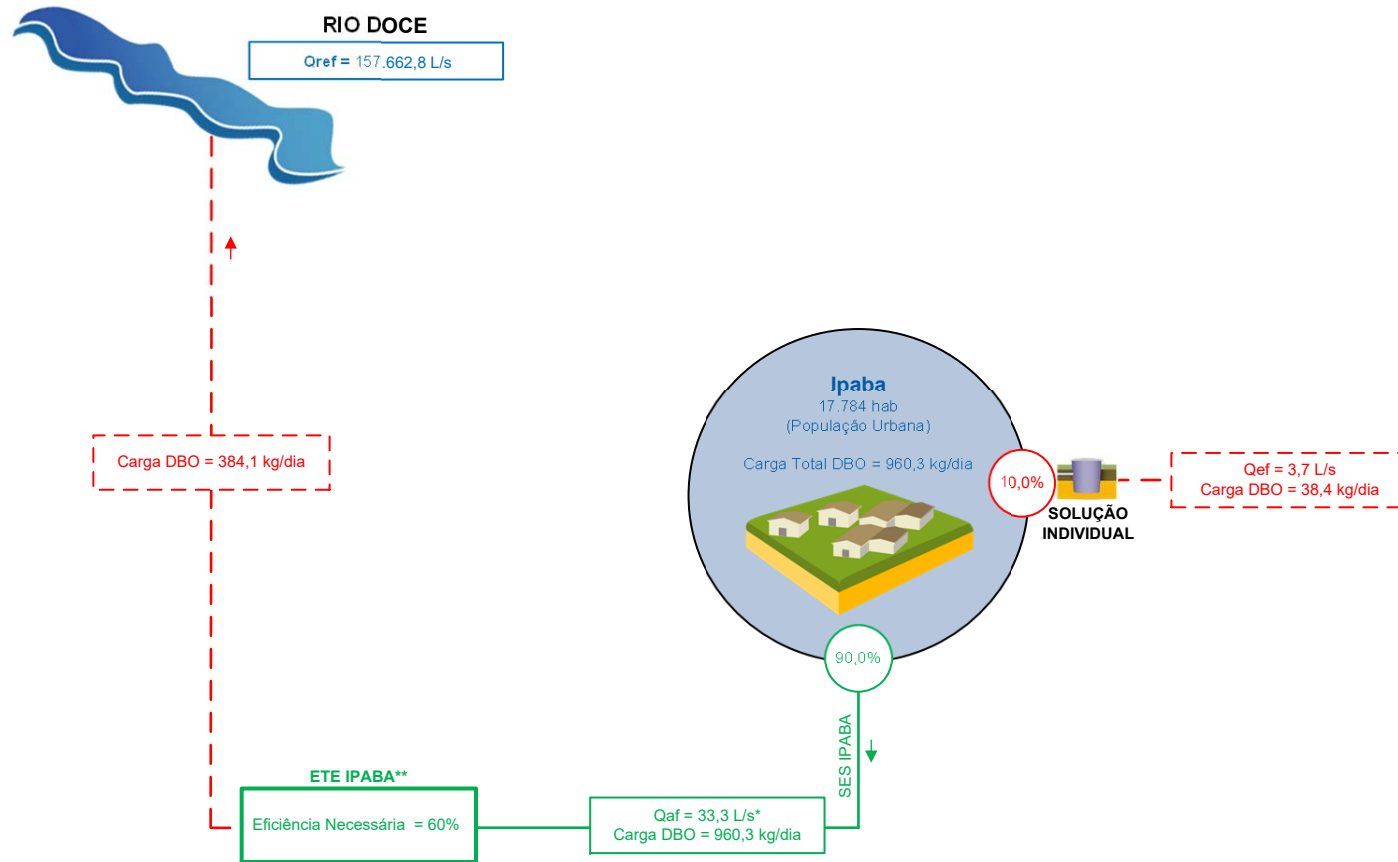 RIO DOCE
Qref = 157.662,8 L/s
Ipaba
17.784 hab
(População Urbana)
Carga Total DBO = 960,3 kg/dia
10,0%
SOLUÇÃO
INDIVIDUAL
Qef = 3,7 L/s
Carga DBO = 38,4 kg/dia
Carga DBO = 384,1 kg/dia
90,0%
SES IPABA
ETE IPABA**
Eficiência Necessária = 60%
Qaf = 33,3 L/s*
Carga DBO = 960,3 kg/dia